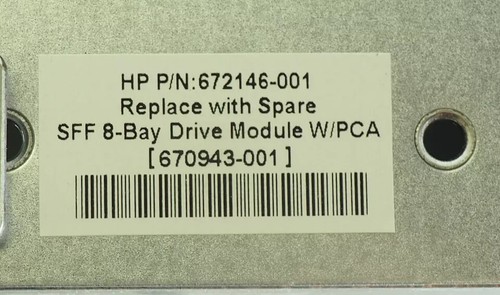 HP P/N:672146-001
Replace with Spare
SFF 8-Bay Drive Module W/PCA
[670943-001]